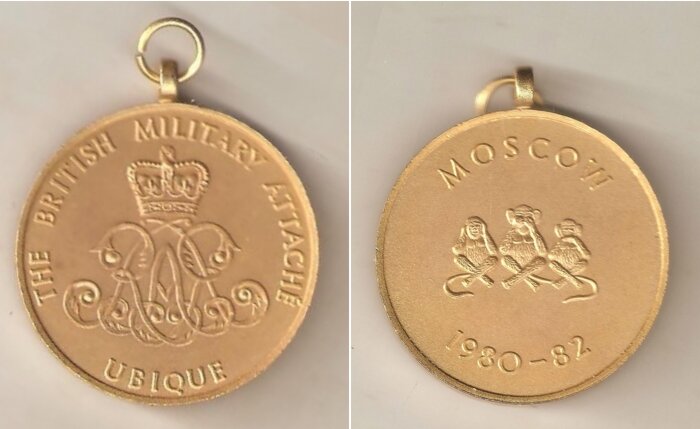 THE BRITISH MILITARY ATTACHÉ
UBIQUE
MOSCOW
1980-82